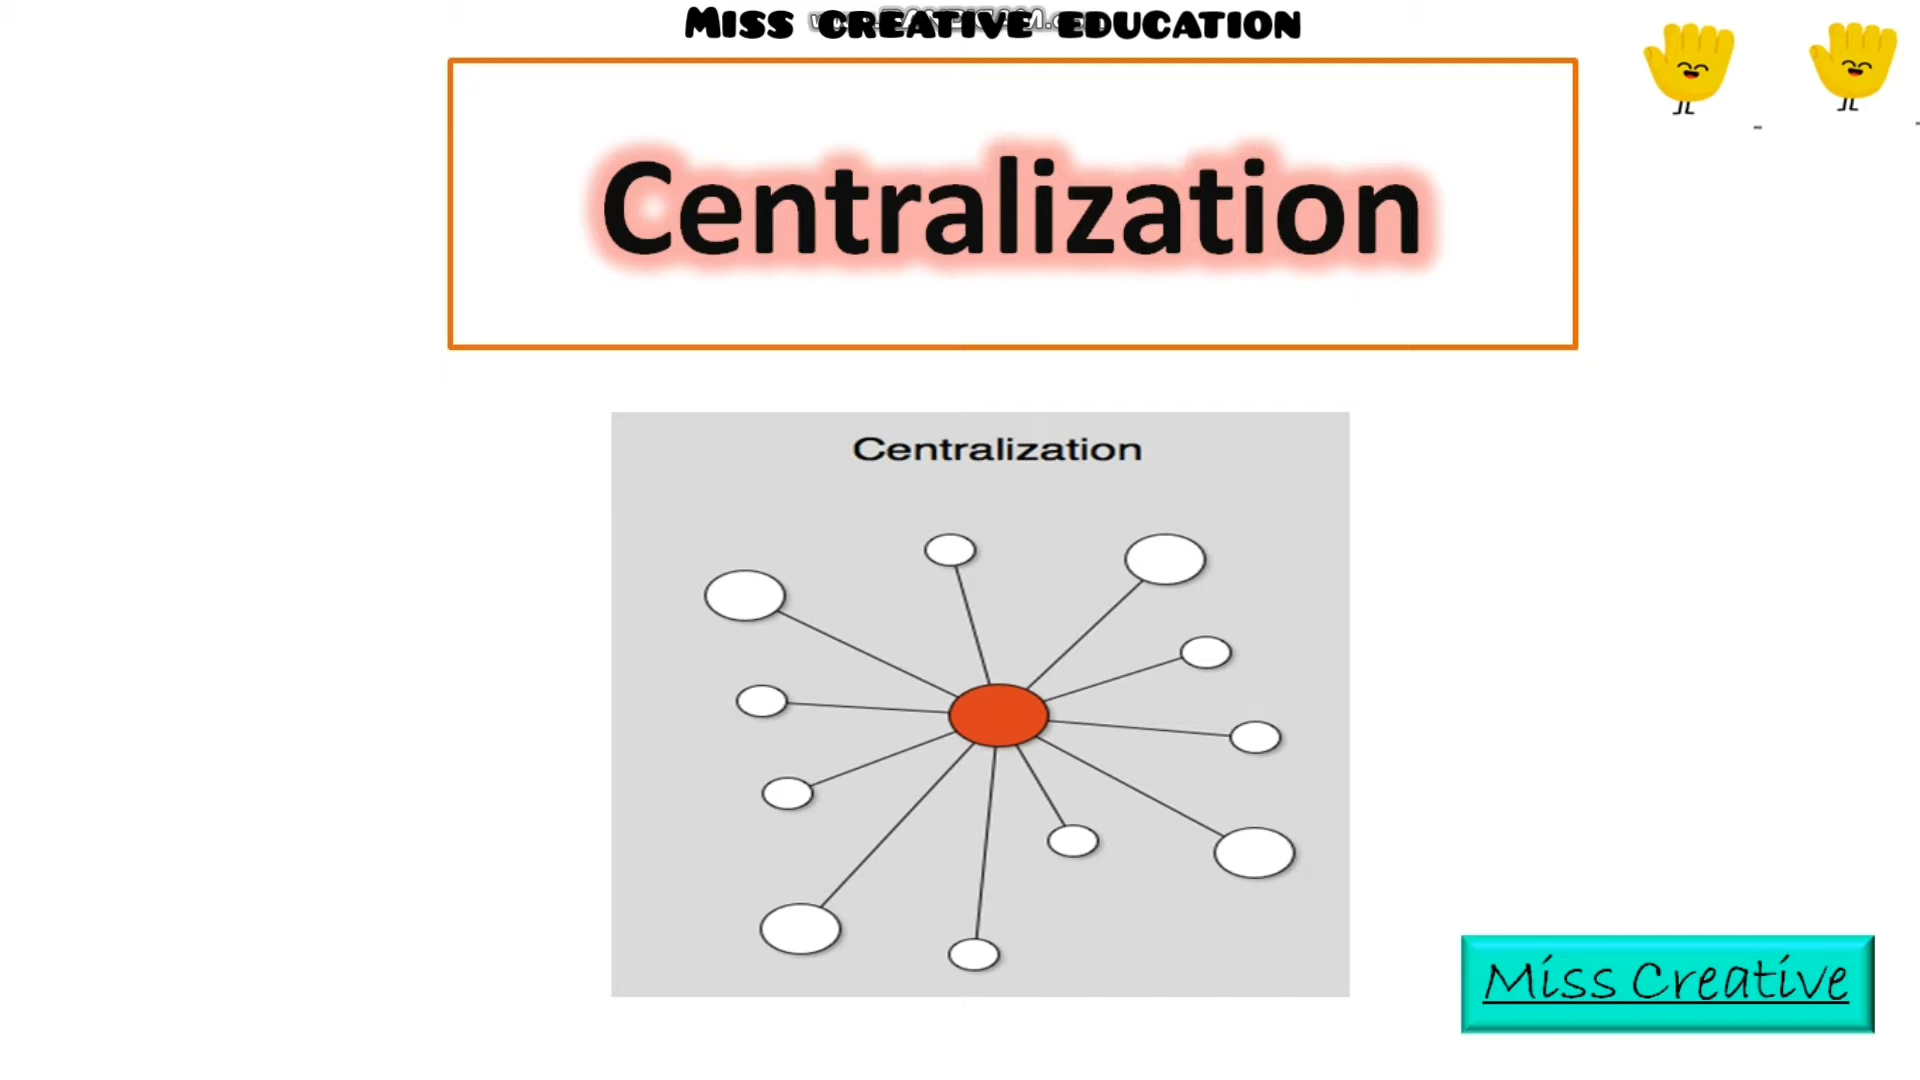 Miss creative education
Centralization
Centralization
Miss Creative